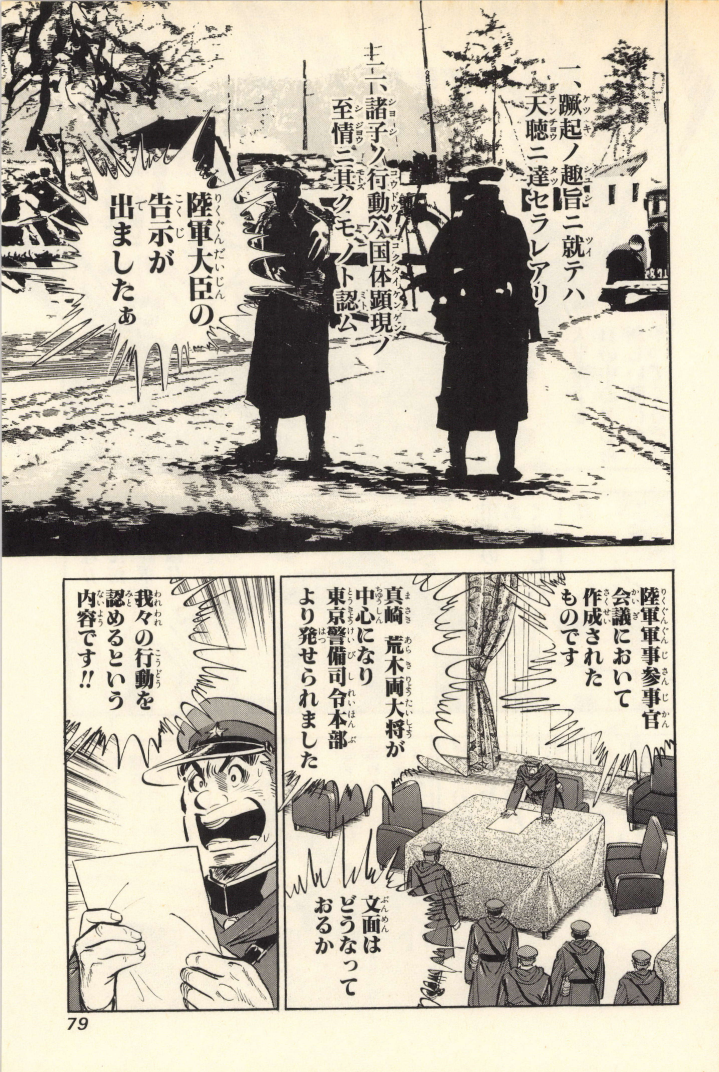 一、蹶起ノ趣旨ニ就テハ
天聴ニ達セラレアリ
一、諸子ノ行動ハ国体顕現ノ
至情ニ基クモノト認ム
陸軍大臣の
告示が
出ましたぁ
陸軍軍事参事官
会議において
作成された
ものです
真崎 荒木両大将が
中心になり
東京警備司令本部
より発せられました
文面は
どうなって
おるか
我々の行動を
認めるという
内容です!!
79